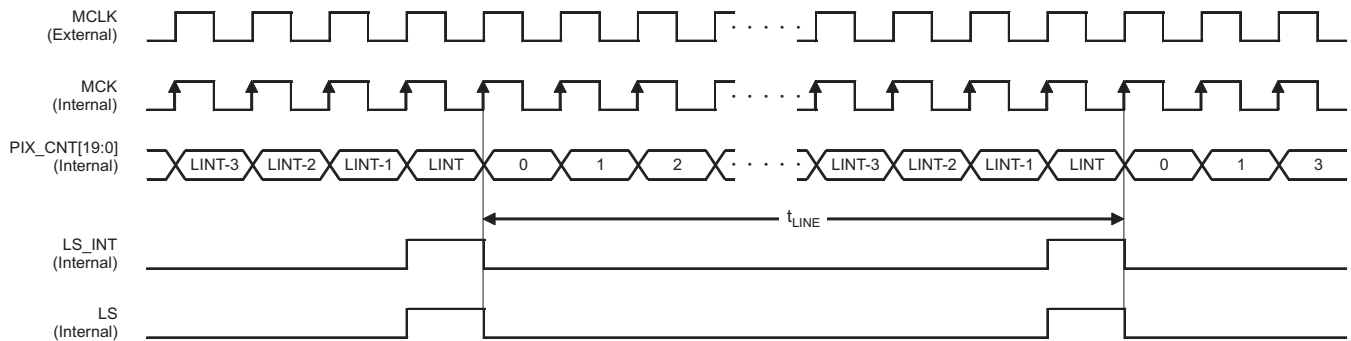 MCLK
(External)
MCK
(Internal)
PIX_CNT[19:0]
(Internal)
LINT-3 LINT-2 LINT-1 LINT 0 1 2 LINT-3 LINT-2 LINT-1 LINT 0 1 3
tLINE
LS_INT
(Internal)
LS
(Internal)